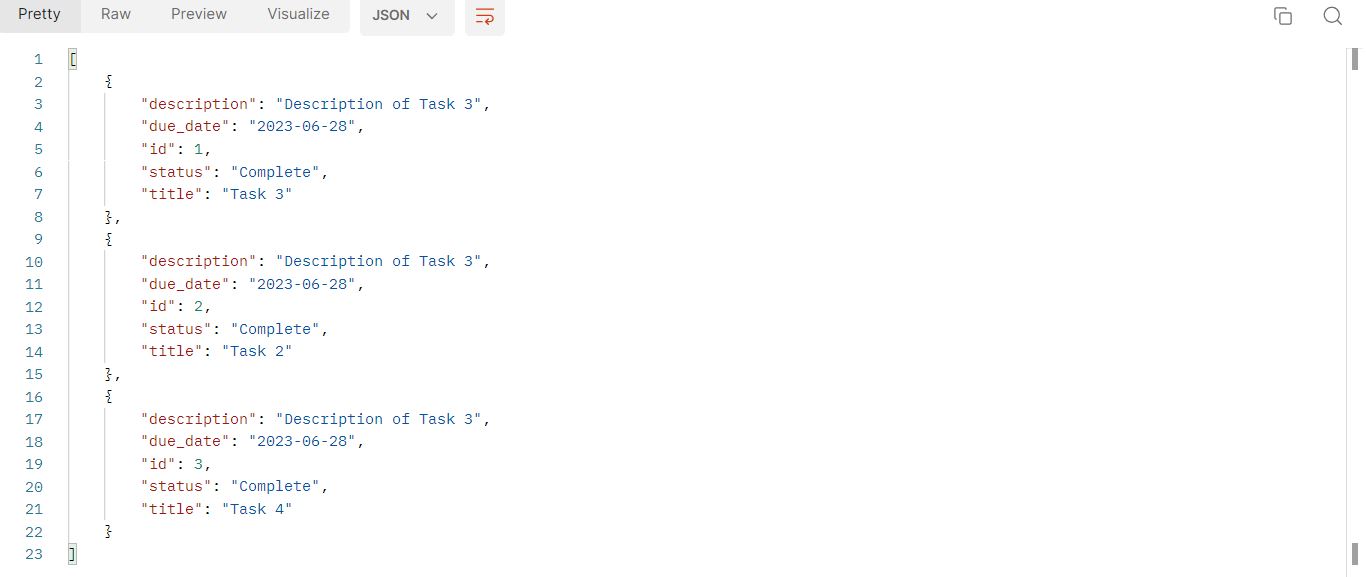 Pretty Raw Preview Visualize JSON
1 [
2 {
3 "description": "Description of Task 3",
4 "due_date": "2023-06-28",
5 "id": 1,
6 "status": "Complete",
7 "title": "Task 3"
8 },
9 {
10 "description": "Description of Task 3",
11 "due_date": "2023-06-28",
12 "id": 2,
13 "status": "Complete",
14 "title": "Task 2"
15 },
16 {
17 "description": "Description of Task 3",
18 "due_date": "2023-06-28",
19 "id": 3,
20 "status": "Complete",
21 "title": "Task 4"
22 }
23 ]